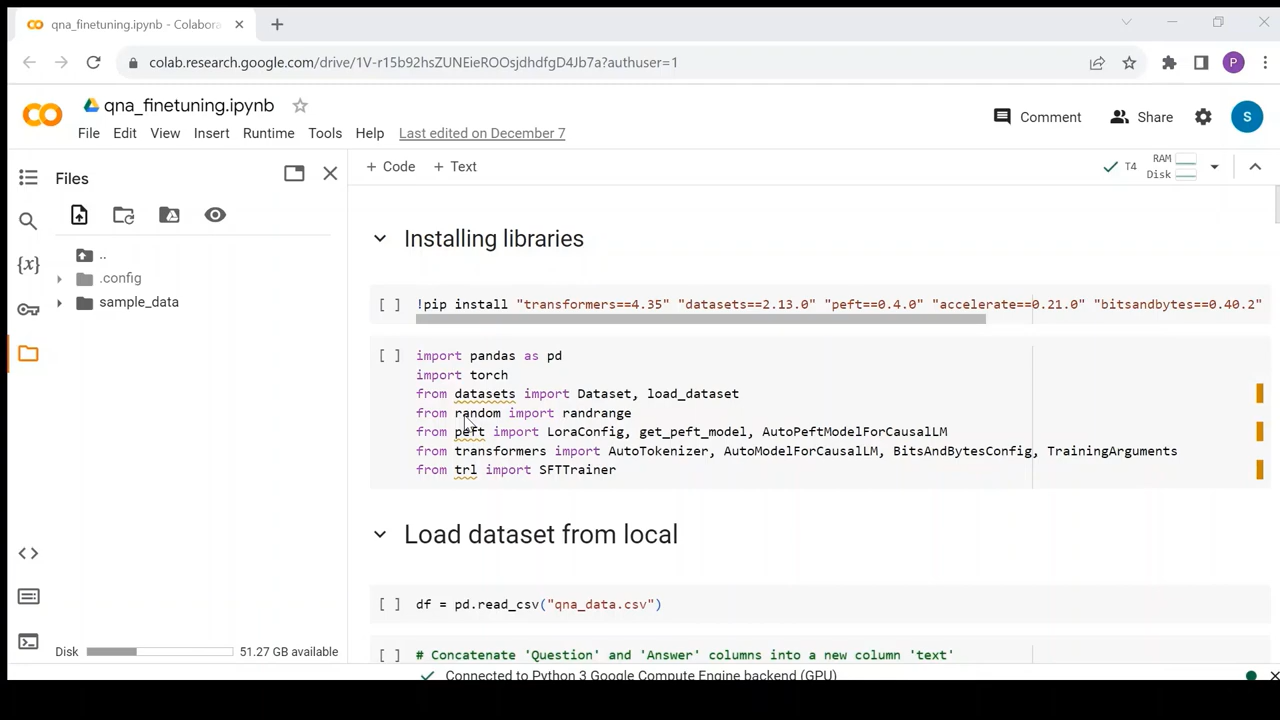 qna_finetuning.ipynb - Colabora
colab.research.google.com/drive/1V-r15b92hsZUNEieROOsjdhdfgD4Jb7a?authuser=1
P
qna_finetuning.ipynb
File Edit View Insert Runtime Tools Help Last edited on December 7
Comment Share S
Files
+ Code + Text
T4 RAM Disk
{x}
..
.config
sample_data
Installing libraries
[ ] !pip install "transformers==4.35" "datasets==2.13.0" "peft==0.4.0" "accelerate==0.21.0" "bitsandbytes==0.40.2"
[ ] import pandas as pd
import torch
from datasets import Dataset, load_dataset
from random import randrange
from peft import LoraConfig, get_peft_model, AutoPeftModelForCausalLM
from transformers import AutoTokenizer, AutoModelForCausalLM, BitsAndBytesConfig, TrainingArguments
from trl import SFTTrainer
Load dataset from local
[ ] df = pd.read_csv("qna_data.csv")
[ ] # Concatenate 'Question' and 'Answer' columns into a new column 'text'
Disk 51.27 GB available
Connected to Python 3 Google Compute Engine backend (GPU)